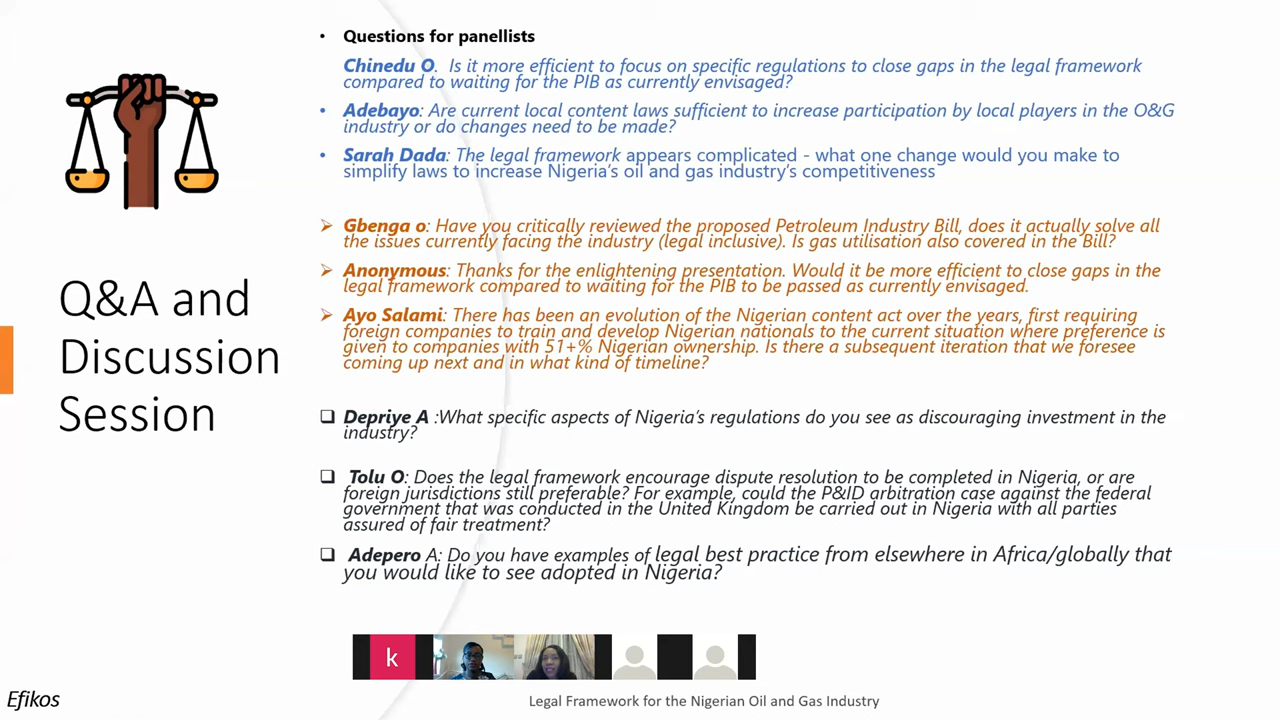 • Questions for panellists
Chinedu O. Is it more efficient to focus on specific regulations to close gaps in the legal framework
compared to waiting for the PIB as currently envisaged?
• Adebayo: Are current local content laws sufficient to increase participation by local players in the O&G
industry or do changes need to be made?
• Sarah Dada: The legal framework appears complicated - what one change would you make to
simplify laws to increase Nigeria's oil and gas industry's competitiveness
➢ Gbenga o: Have you critically reviewed the proposed Petroleum Industry Bill, does it actually solve all
the issues currently facing the industry (legal inclusive). Is gas utilisation also covered in the Bill?
➢ Anonymous: Thanks for the enlightening presentation. Would it be more efficient to close gaps in the
legal framework compared to waiting for the PIB to be passed as currently envisaged.
➢ Ayo Salami: There has been an evolution of the Nigerian content act over the years, first requiring
foreign companies to train and develop Nigerian nationals to the current situation where preference is
given to companies with 51+% Nigerian ownership. Is there a subsequent iteration that we foresee
coming up next and in what kind of timeline?
❑ Depriye A :What specific aspects of Nigeria's regulations do you see as discouraging investment in the
industry?
❑ Tolu O: Does the legal framework encourage dispute resolution to be completed in Nigeria, or are
foreign jurisdictions still preferable? For example, could the P&ID arbitration case against the federal
government that was conducted in the United Kingdom be carried out in Nigeria with all parties
assured of fair treatment?
❑ Adepero A: Do you have examples of legal best practice from elsewhere in Africa/globally that
you would like to see adopted in Nigeria?
Q&A and
Discussion
Session
k
Efikos
Legal Framework for the Nigerian Oil and Gas Industry